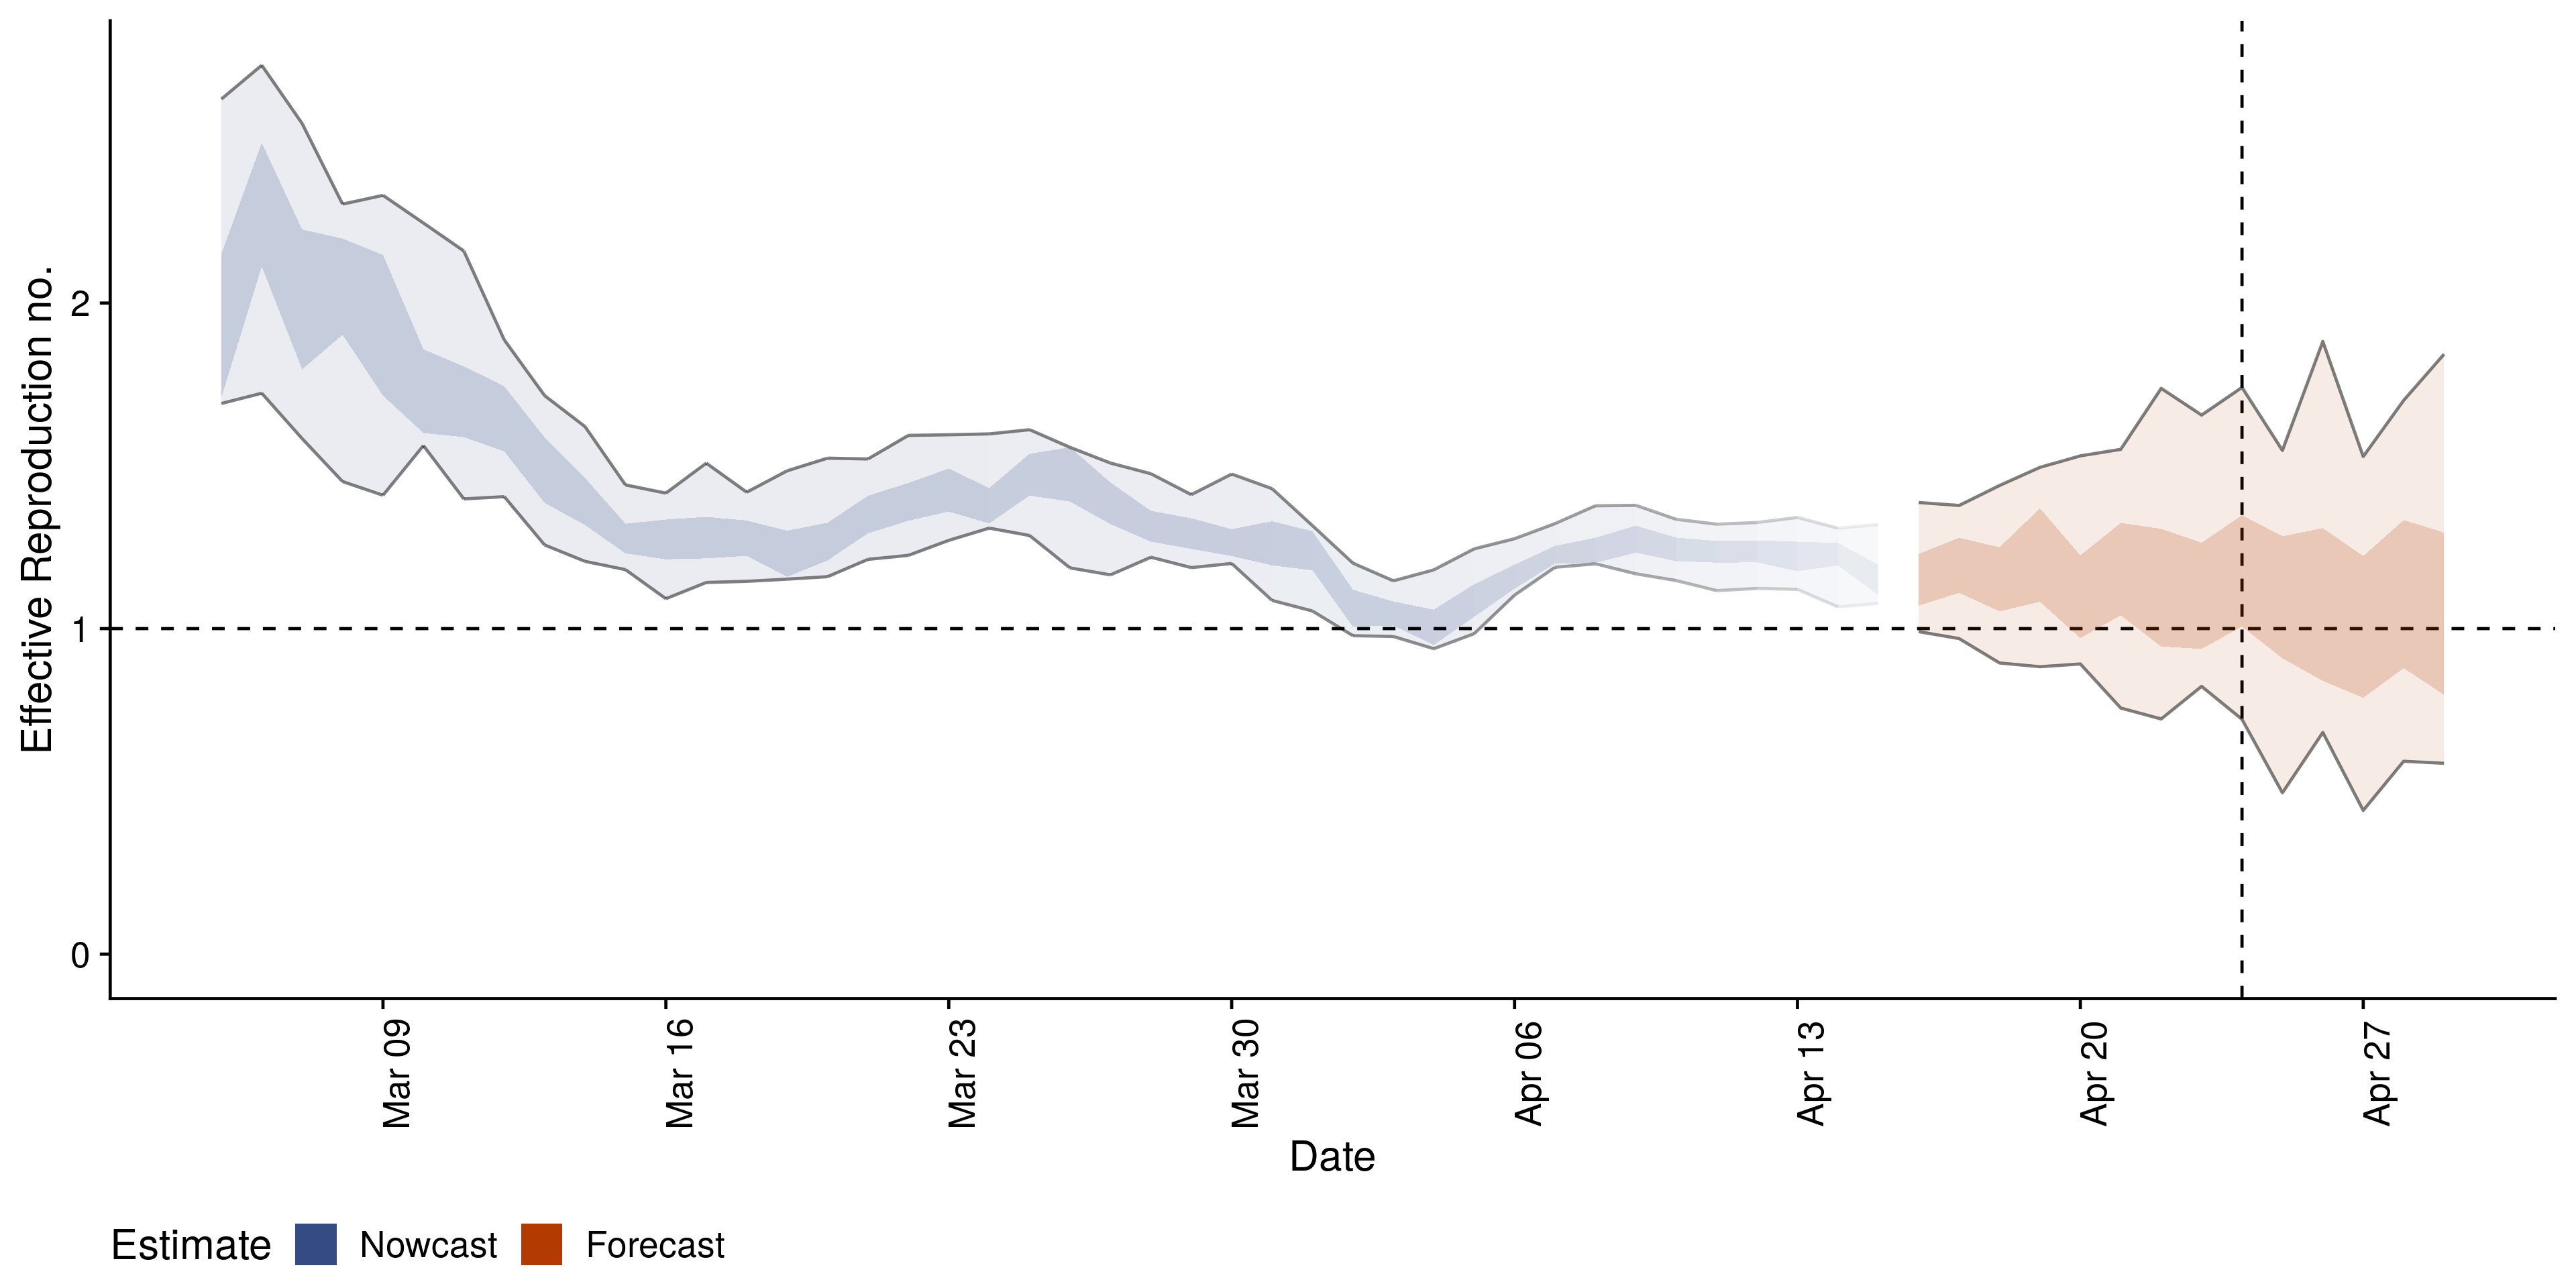 Effective Reproduction no.
2
1
0
Mar 09
Mar 16
Mar 23
Mar 30
Apr 06
Apr 13
Apr 20
Apr 27
Date
Estimate Nowcast Forecast